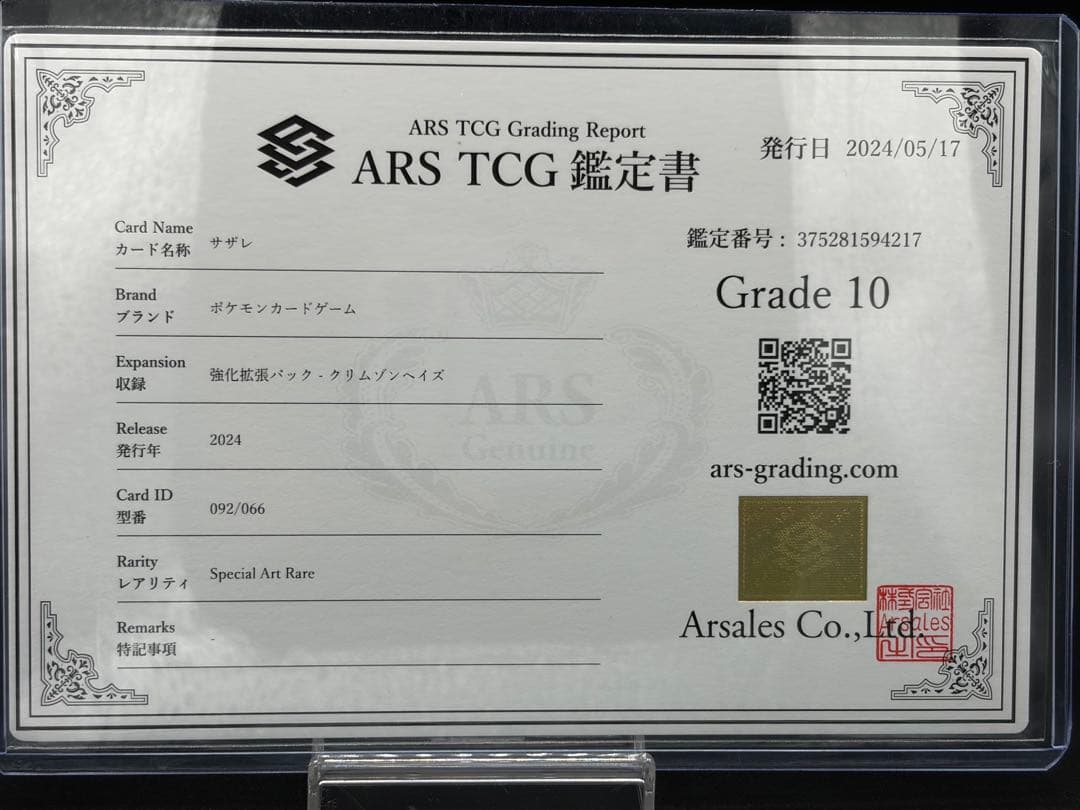 ARS TCG Grading Report
ARS TCG 鑑定書
発行日 2024/05/17
Card Name
カード名称 サザレ
Brand
ブランド ポケモンカードゲーム
Expansion
収録 強化拡張パック - クリムゾンヘイズ
Release
発行年 2024
Card ID
型番 092/066
Rarity
レアリティ Special Art Rare
Remarks
特記事項
鑑定番号 : 375281594217
Grade 10
ars-grading.com
ARS
Genuine
Arsales Co.,Ltd.
株式会社
Arsales